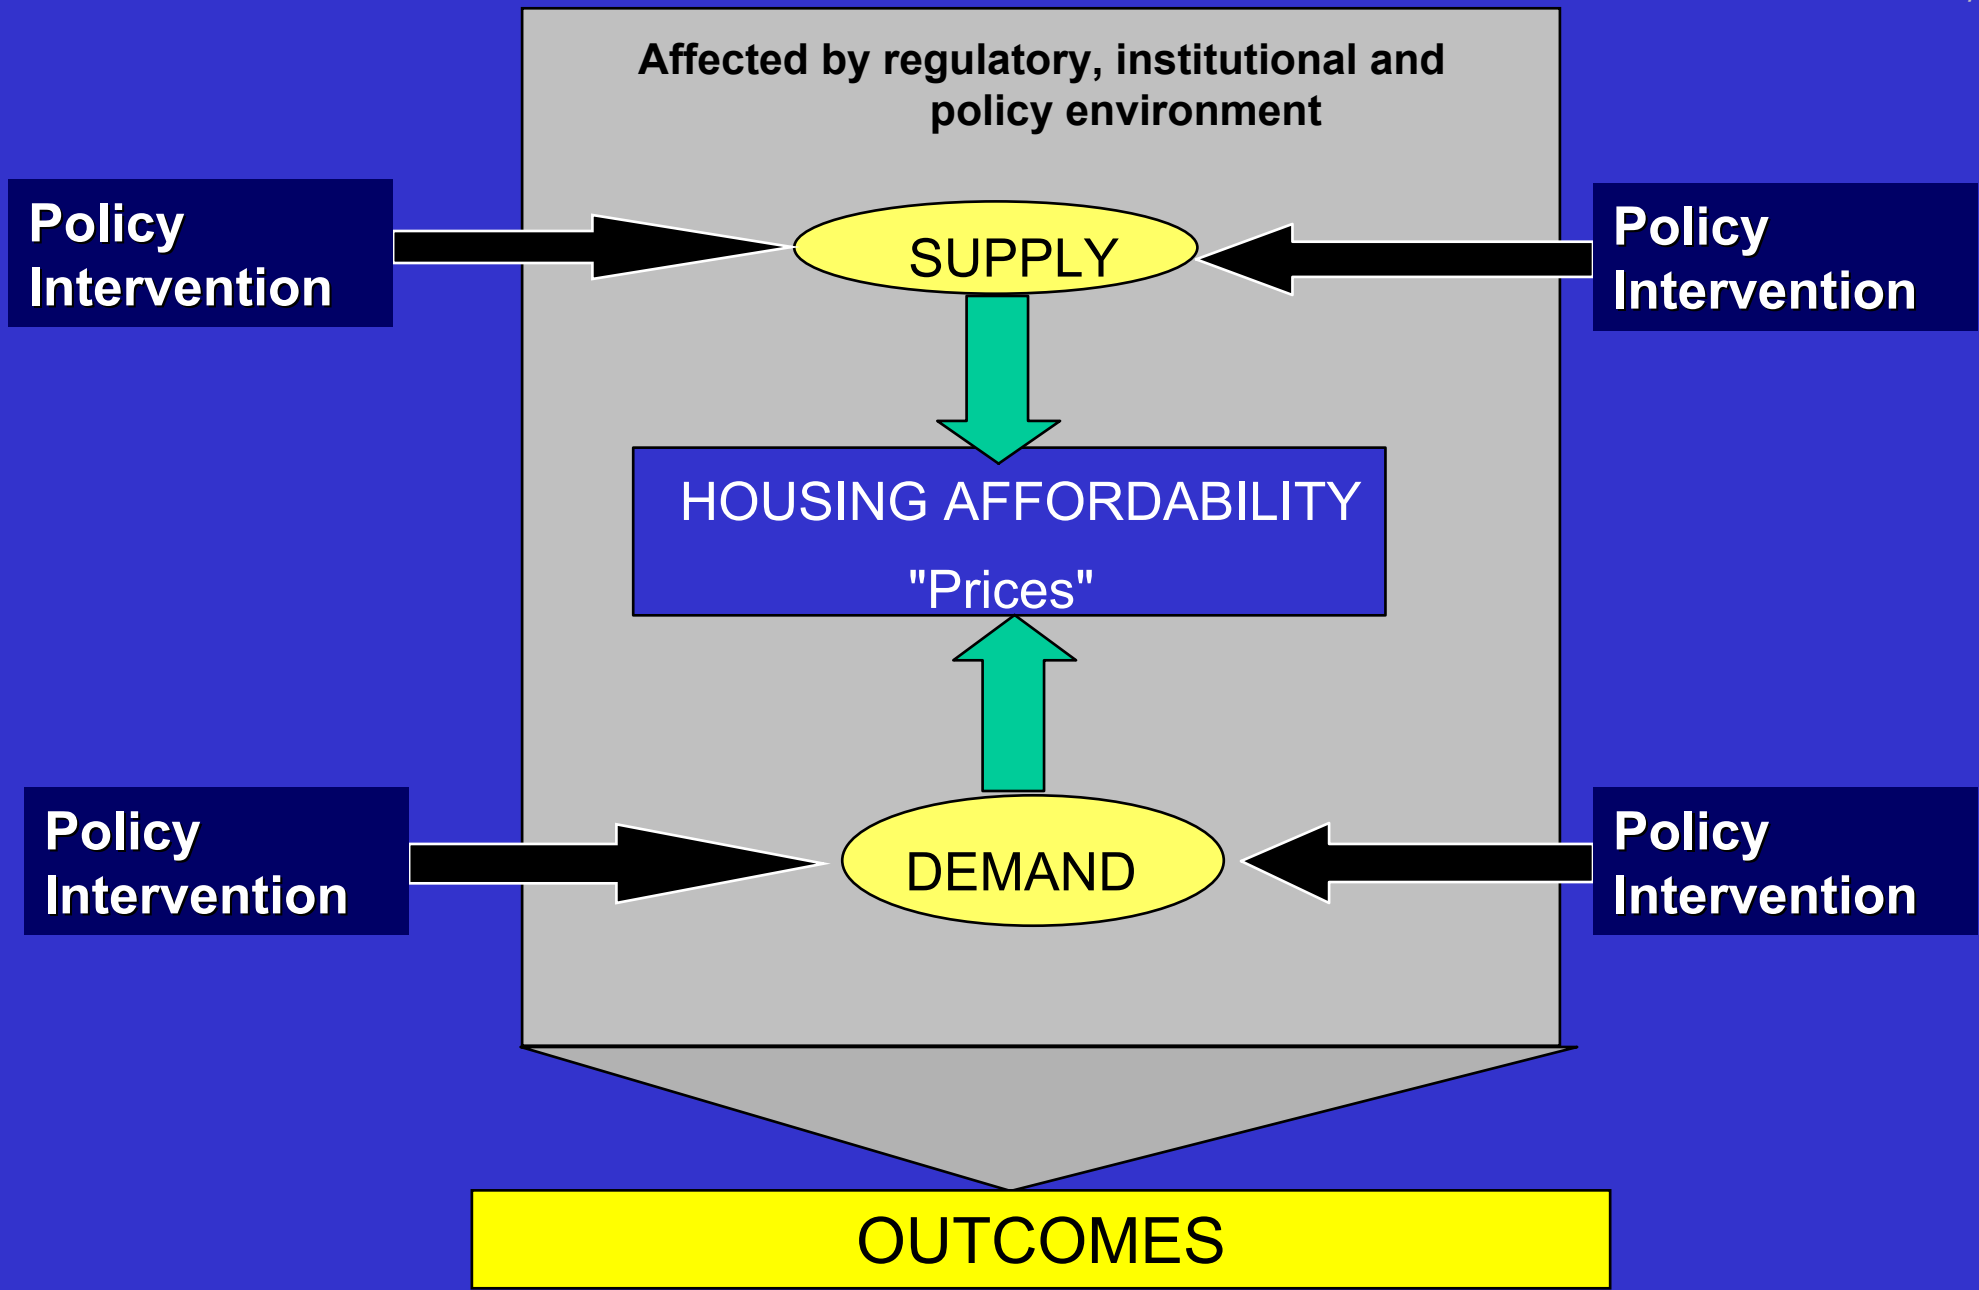 Affected by regulatory, institutional and
policy environment
Policy
Intervention
SUPPLY
Policy
Intervention
HOUSING AFFORDABILITY
"Prices"
Policy
Intervention
DEMAND
Policy
Intervention
OUTCOMES